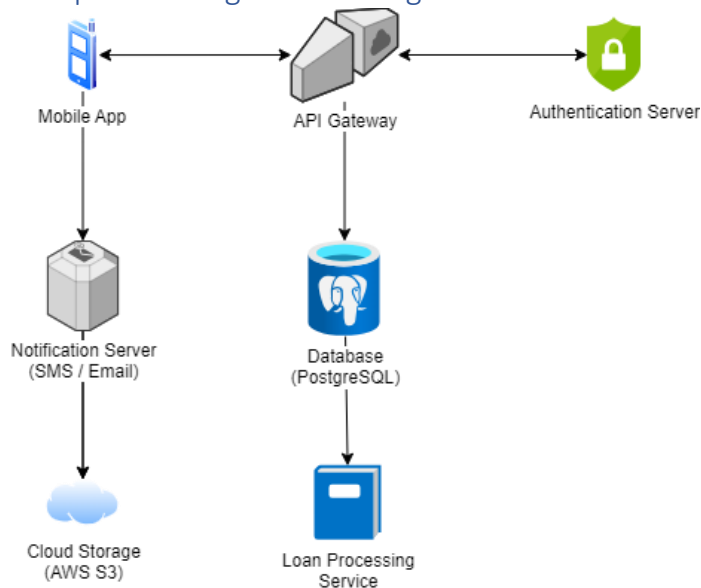 Mobile App
API Gateway
Authentication Server
Notification Server
(SMS / Email)
Database
(PostgreSQL)
Cloud Storage
(AWS S3)
Loan Processing
Service